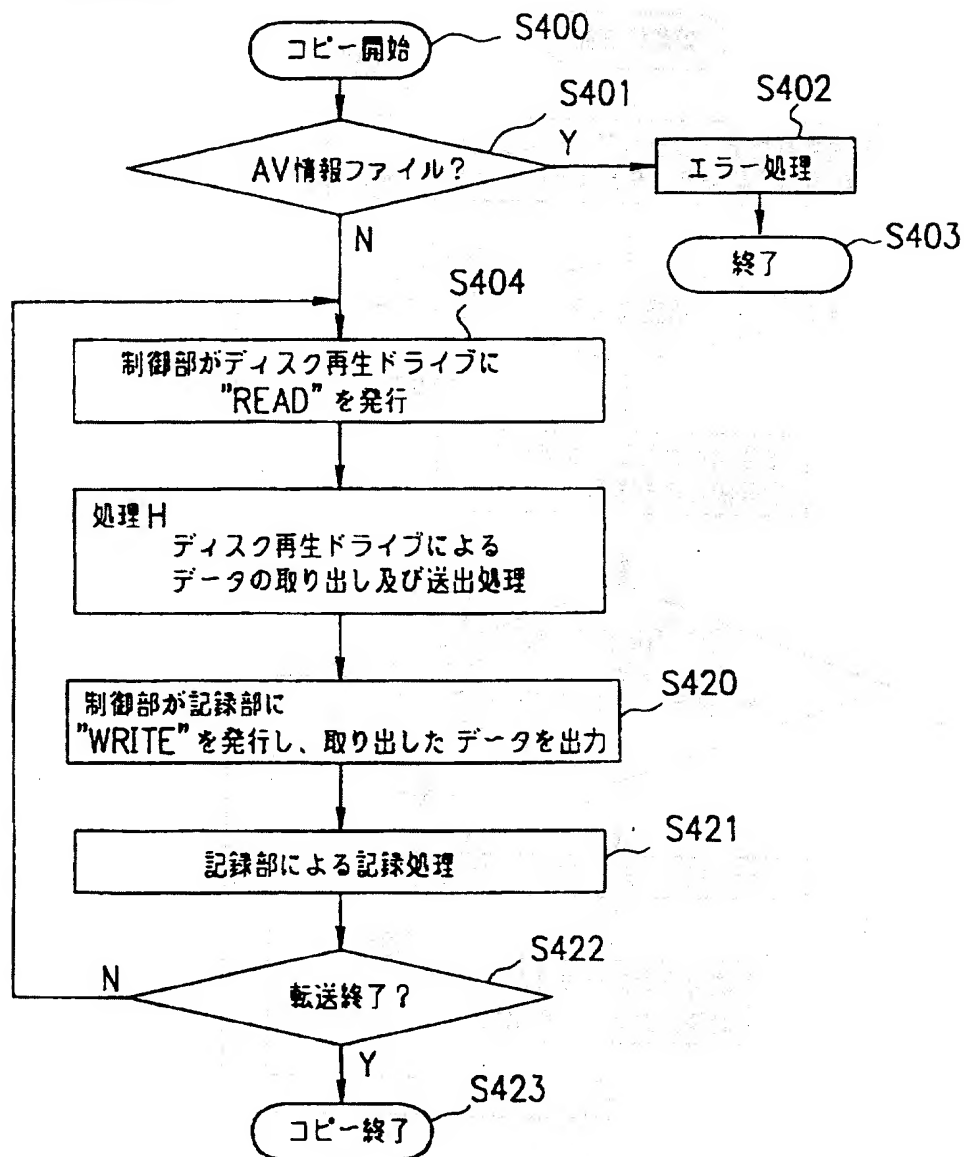 S400
コピー開始
S401
S402
AV情報ファイル?
Y
エラー処理
N
S403
終了
S404
制御部がディスク再生ドライブに
"READ"を発行
処理H
ディスク再生ドライブによる
データの取り出し及び送出処理
S420
制御部が記録部に
"WRITE"を発行し、取り出したデータを出力
S421
記録部による記録処理
S422
N
転送終了?
Y
S423
コピー終了